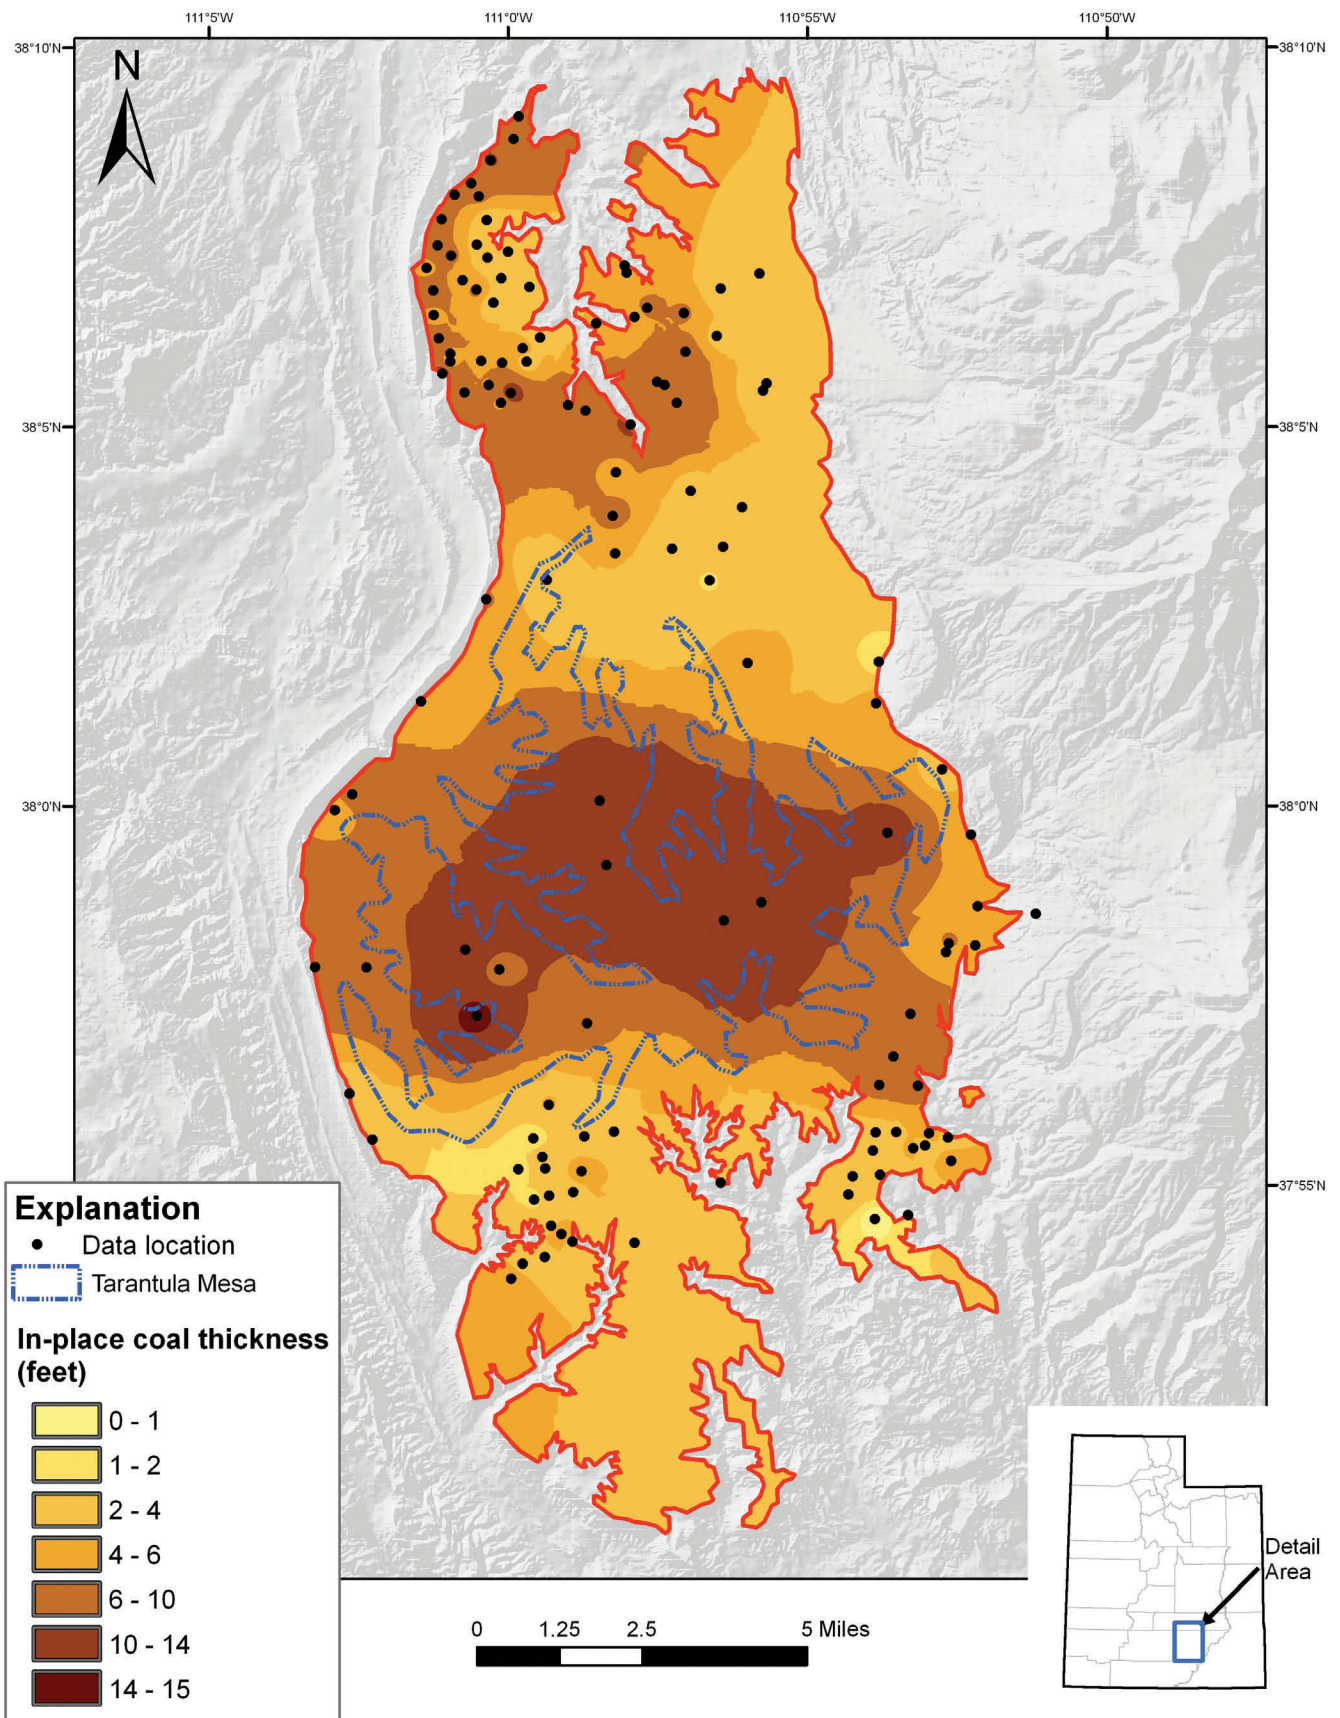 111°5'W 111°0'W 110°55'W 110°50'W
38°10'N 38°10'N
N
38°5'N 38°5'N
38°0'N 38°0'N
37°55'N
Explanation
Data location
Tarantula Mesa
In-place coal thickness
(feet)
0 - 1
1 - 2
2 - 4
4 - 6
6 - 10
10 - 14
14 - 15
0 1.25 2.5 5 Miles
Detail
Area